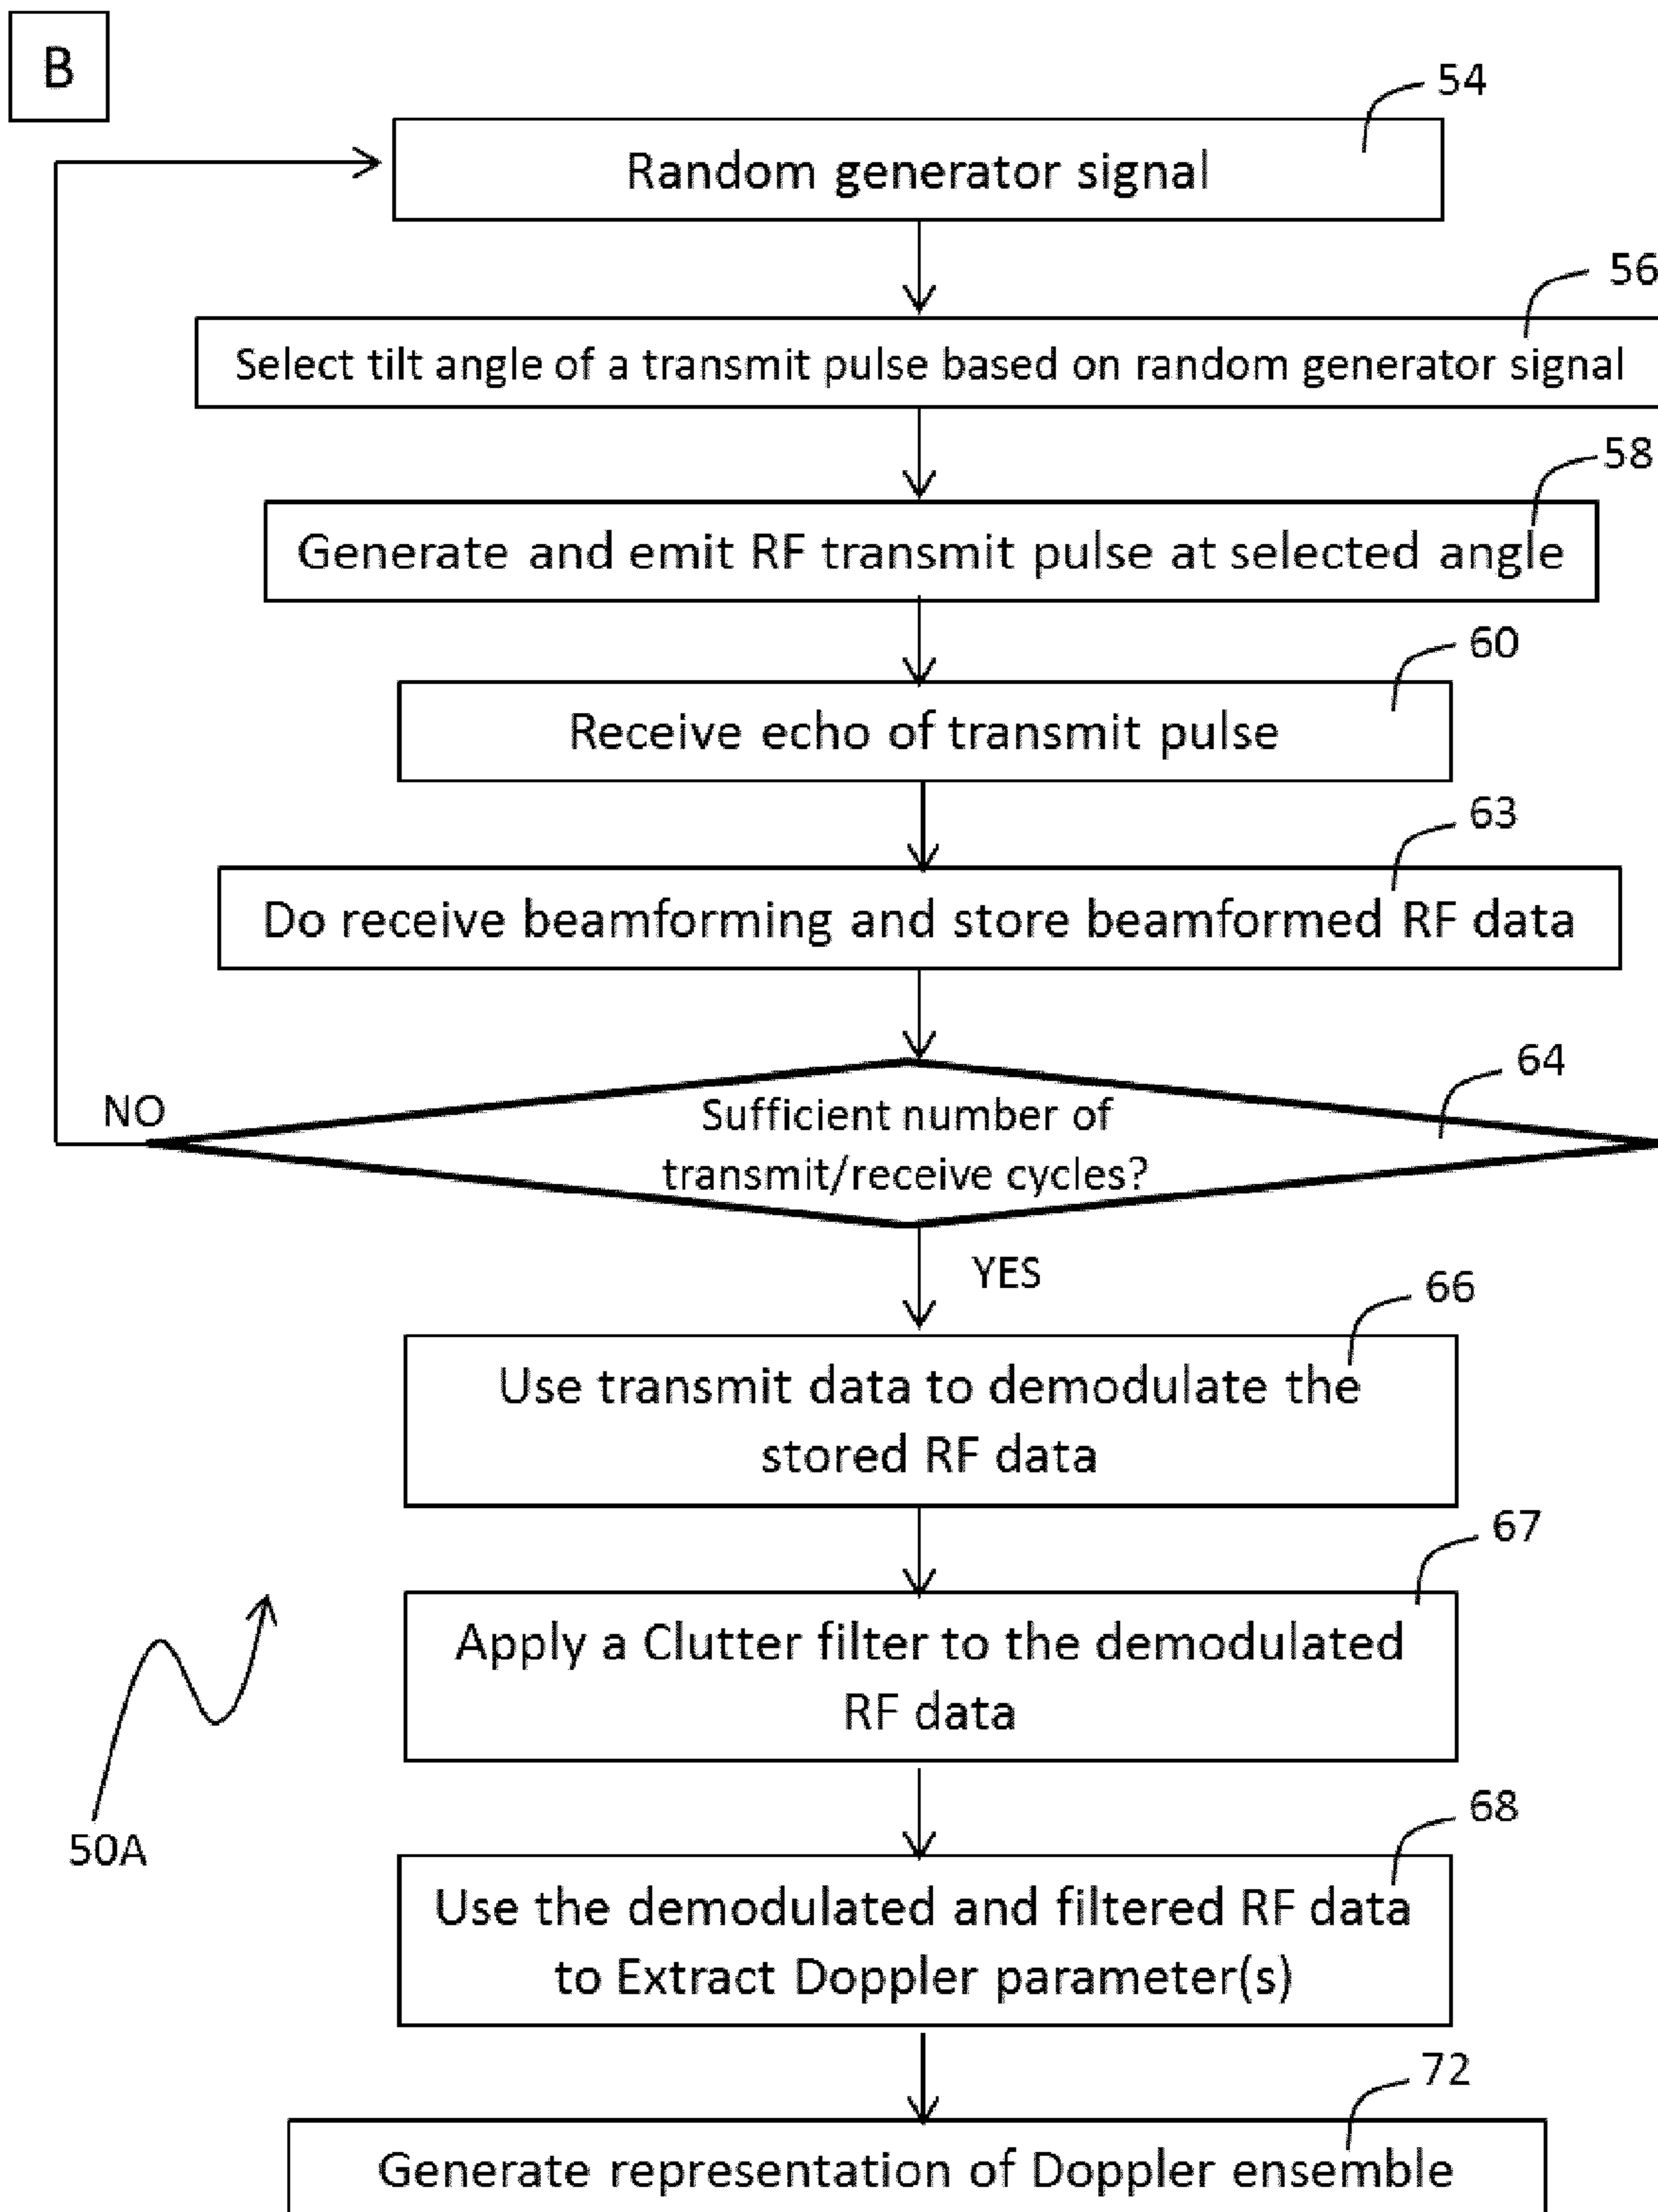 B
54
Random generator signal
56
Select tilt angle of a transmit pulse based on random generator signal
58
Generate and emit RF transmit pulse at selected angle
60
Receive echo of transmit pulse
63
Do receive beamforming and store beamformed RF data
64
NO
Sufficient number of
transmit/receive cycles?
YES
66
Use transmit data to demodulate the
stored RF data
67
Apply a Clutter filter to the demodulated
RF data
50A
68
Use the demodulated and filtered RF data
to Extract Doppler parameter(s)
72
Generate representation of Doppler ensemble